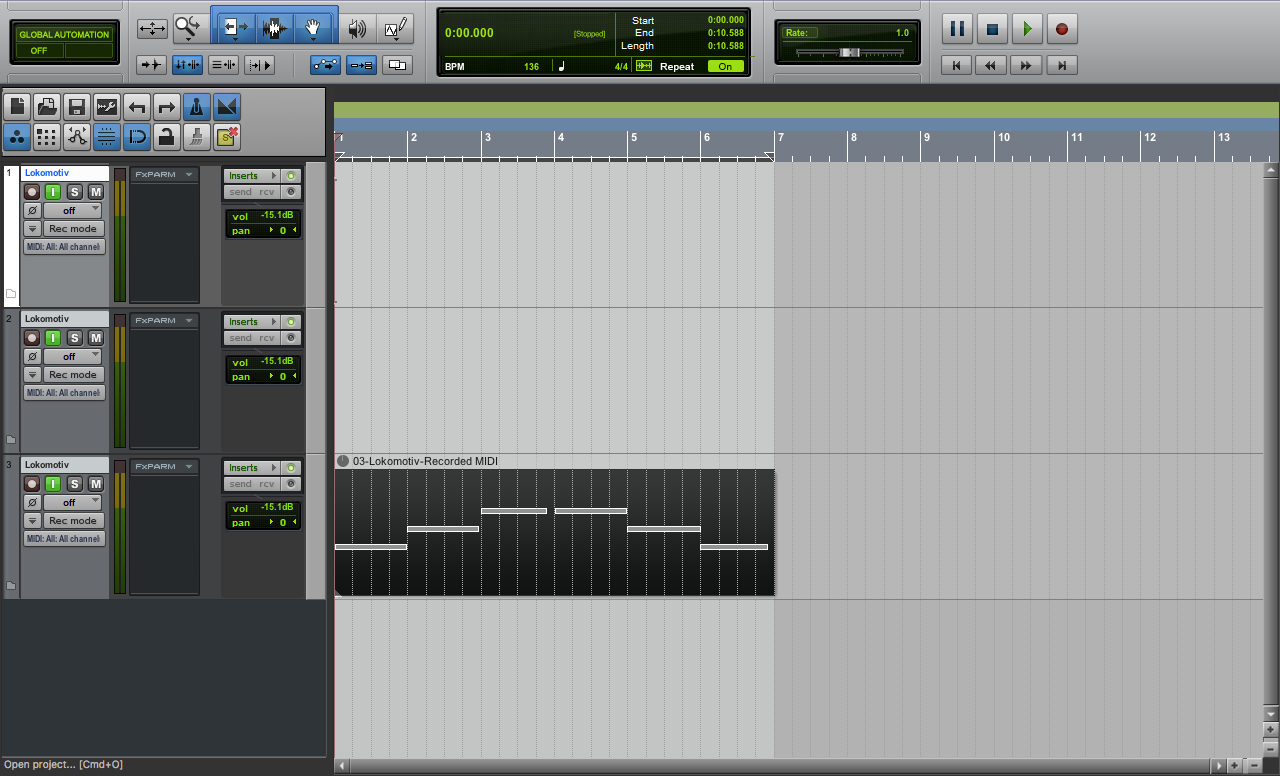 GLOBAL AUTOMATION
OFF
0:00.000
[Stopped]
Start 0:00.000
End 0:10.588
Length 0:10.588
BPM 136 4/4 Repeat On
Rate: 1.0
1 2 3 4 5 6 7 8 9 10 11 12 13
1 Lokomotiv
FxPARM
Inserts
I S M
send rcv
off
vol -15.1dB
Rec mode
pan 0
MIDI: All: All channel
2 Lokomotiv
FxPARM
Inserts
I S M
send rcv
off
vol -15.1dB
Rec mode
pan 0
MIDI: All: All channel
03-Lokomotiv-Recorded MIDI
3 Lokomotiv
FxPARM
Inserts
I S M
send rcv
off
vol -15.1dB
Rec mode
pan 0
MIDI: All: All channel
Open project... [Cmd+O]